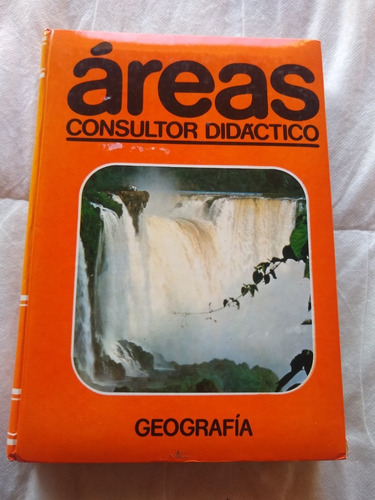 áreas
CONSULTOR DIDÁCTICO
GEOGRAFÍA